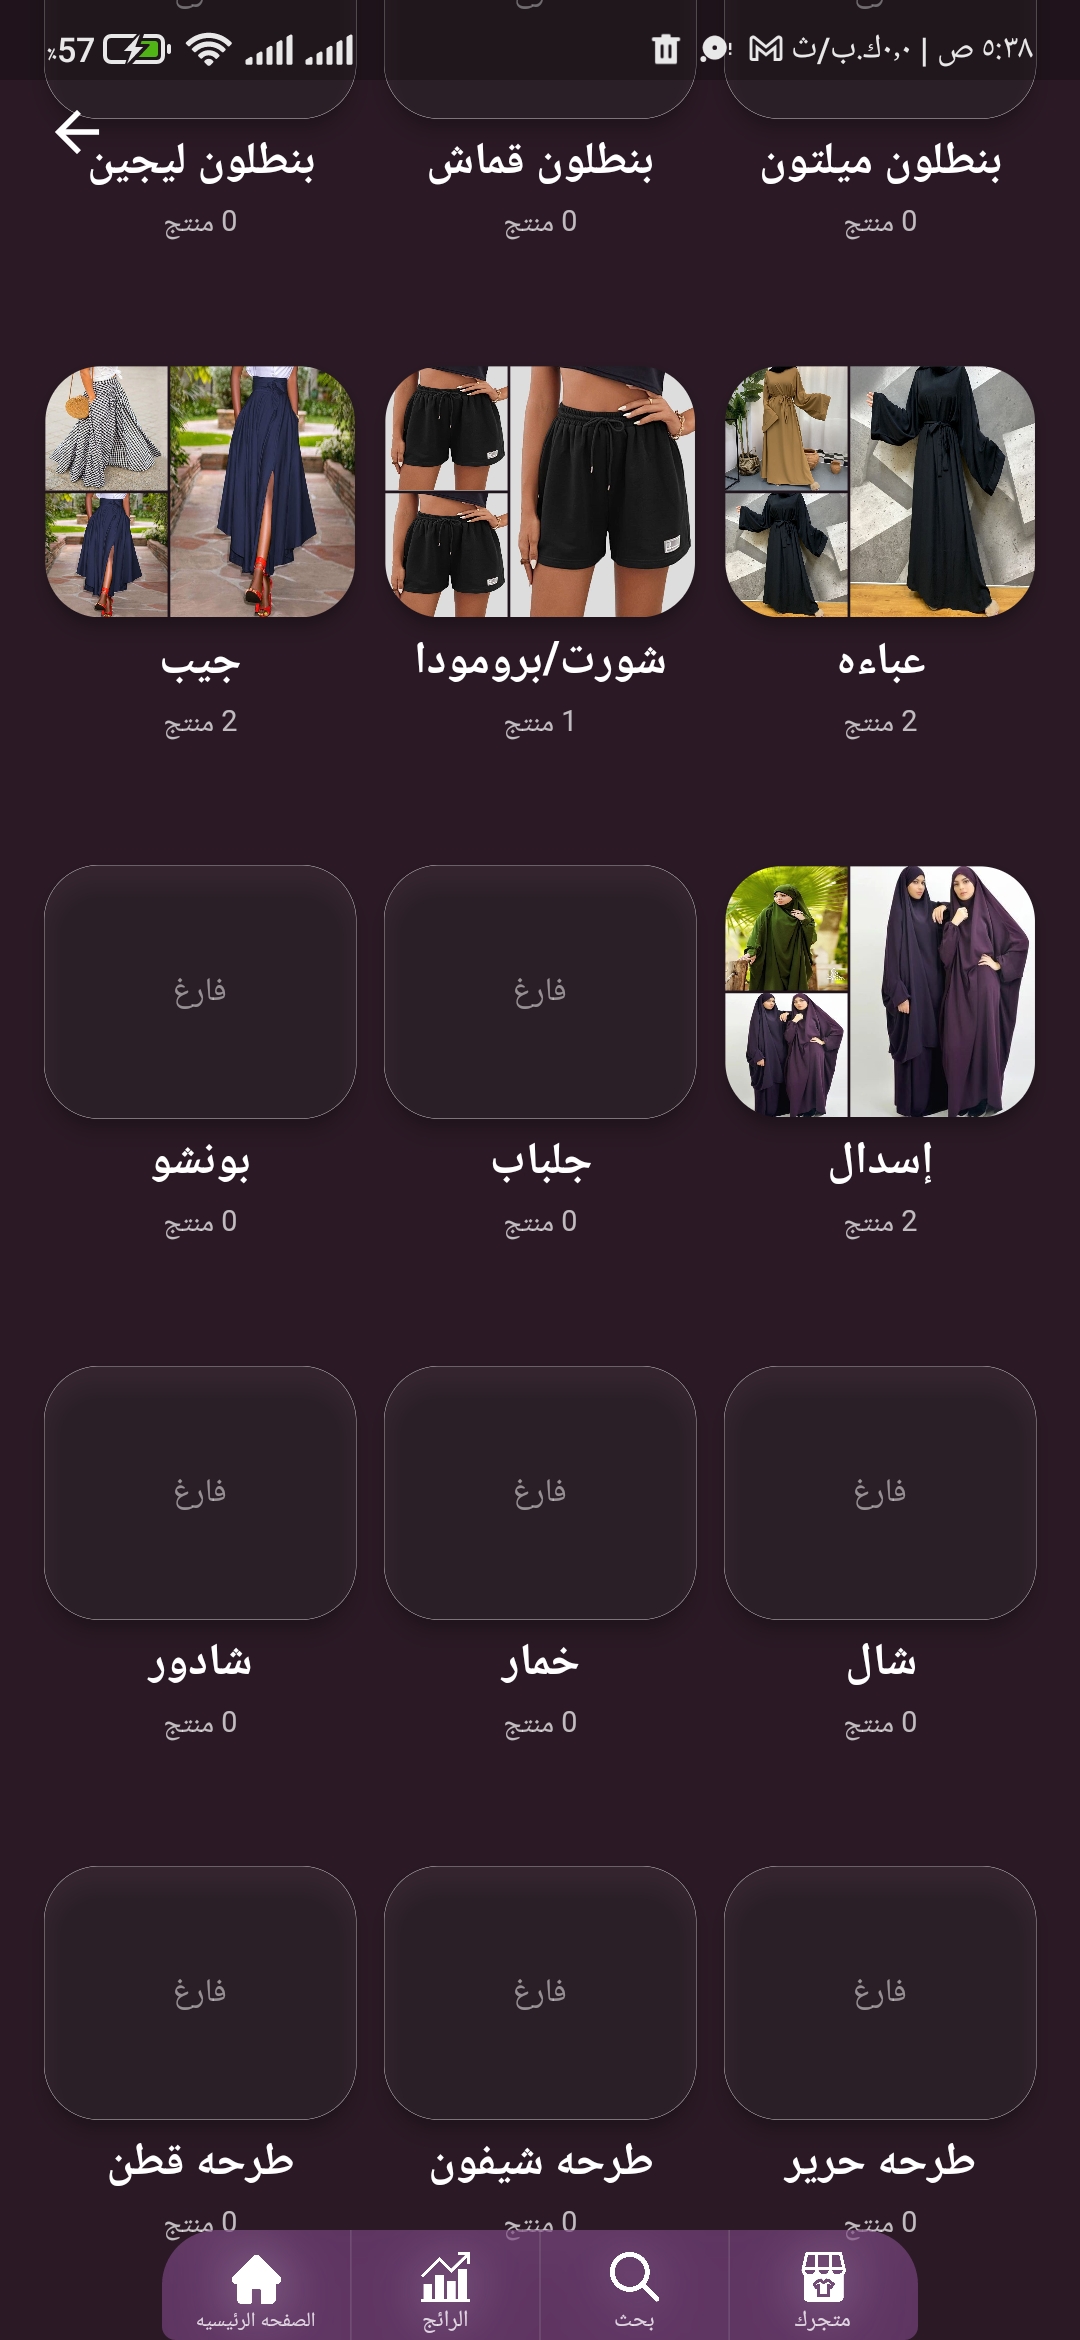 ٥:٣٨ ص | ٠٫٠ك.ب/ث
57٪
بنطلون ميلتون
بنطلون قماش
بنطلون ليجين
0 منتج
0 منتج
0 منتج
عباءه
شورت/برومودا
جيب
2 منتج
1 منتج
2 منتج
فارغ
فارغ
إسدال
جلباب
بونشو
2 منتج
0 منتج
0 منتج
فارغ
فارغ
فارغ
شال
خمار
شادور
0 منتج
0 منتج
0 منتج
فارغ
فارغ
فارغ
طرحه حرير
طرحه شيفون
طرحه قطن
0 منتج
0 منتج
0 منتج
متجرك
بحث
الرائج
الصفحه الرئيسيه